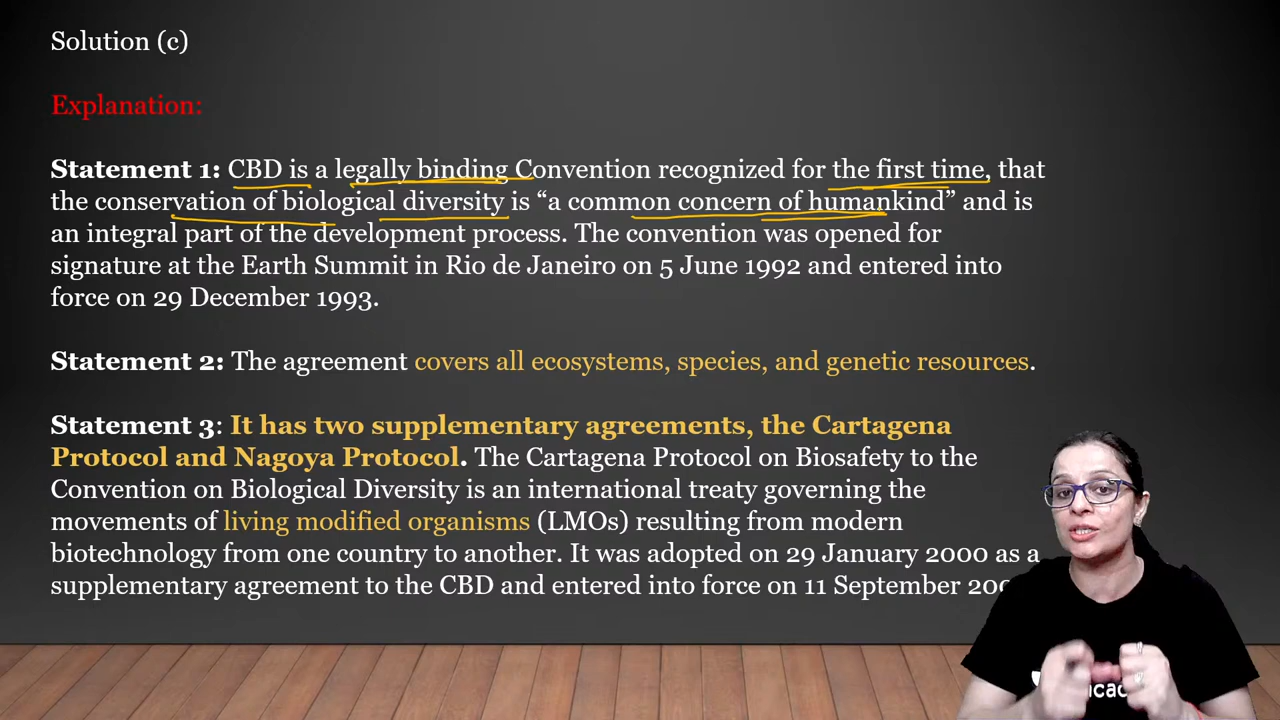 Solution (c)
Explanation:
Statement 1: CBD is a legally binding Convention recognized for the first time, that
the conservation of biological diversity is “a common concern of humankind” and is
an integral part of the development process. The convention was opened for
signature at the Earth Summit in Rio de Janeiro on 5 June 1992 and entered into
force on 29 December 1993.
Statement 2: The agreement covers all ecosystems, species, and genetic resources.
Statement 3: It has two supplementary agreements, the Cartagena
Protocol and Nagoya Protocol. The Cartagena Protocol on Biosafety to the
Convention on Biological Diversity is an international treaty governing the
movements of living modified organisms (LMOs) resulting from modern
biotechnology from one country to another. It was adopted on 29 January 2000 as a
supplementary agreement to the CBD and entered into force on 11 September